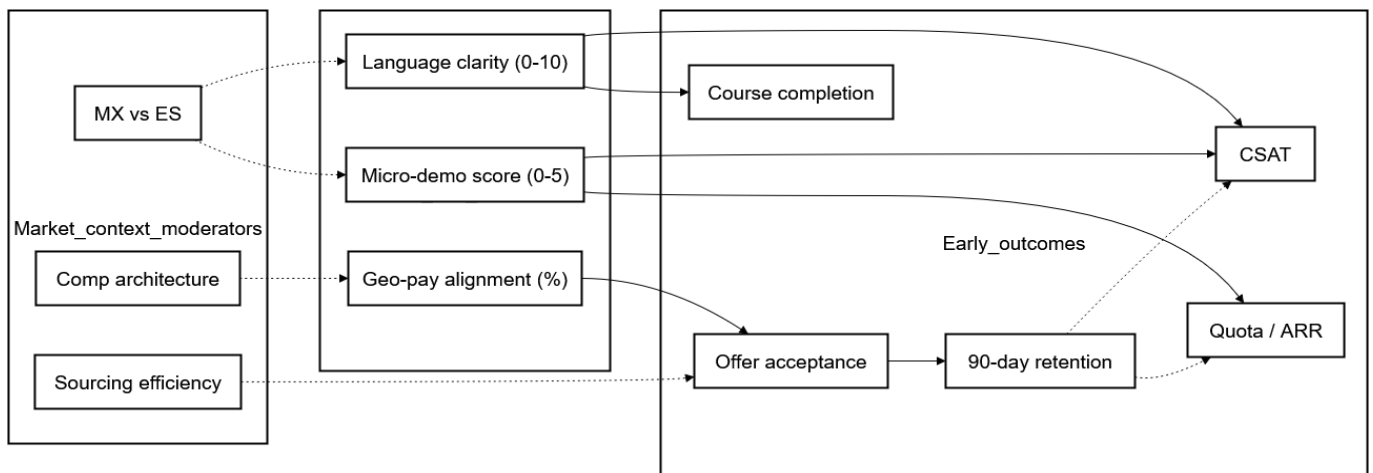 MX vs ES
Market_context_moderators
Comp architecture
Sourcing efficiency
Language clarity (0-10)
Micro-demo score (0-5)
Geo-pay alignment (%)
Course completion
CSAT
Early_outcomes
Quota / ARR
Offer acceptance
90-day retention